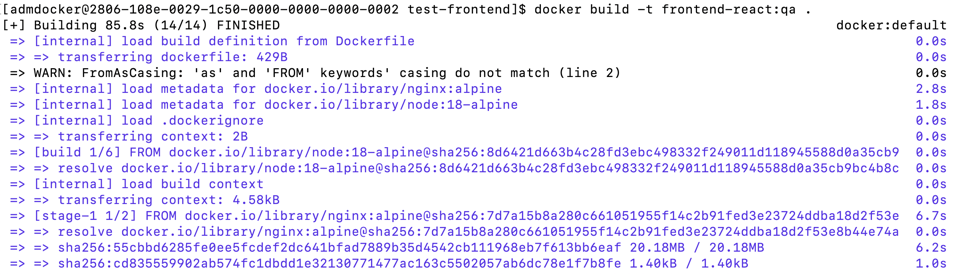 [admdocker@2806-108e-0029-1c50-0000-0000-0000-0002 test-frontend]$ docker build -t frontend-react:qa .
[+] Building 85.8s (14/14) FINISHED docker:default
=> [internal] load build definition from Dockerfile 0.0s
=> => transferring dockerfile: 429B 0.0s
=> WARN: FromAsCasing: 'as' and 'FROM' keywords' casing do not match (line 2) 0.0s
=> [internal] load metadata for docker.io/library/nginx:alpine 2.8s
=> [internal] load metadata for docker.io/library/node:18-alpine 1.8s
=> [internal] load .dockerignore 0.0s
=> => transferring context: 2B 0.0s
=> [build 1/6] FROM docker.io/library/node:18-alpine@sha256:8d6421d663b4c28fd3ebc498332f249011d118945588d0a35cb9 0.0s
=> => resolve docker.io/library/node:18-alpine@sha256:8d6421d663b4c28fd3ebc498332f249011d118945588d0a35cb9bc4b8c 0.0s
=> [internal] load build context 0.0s
=> => transferring context: 4.58kB 0.0s
=> [stage-1 1/2] FROM docker.io/library/nginx:alpine@sha256:7d7a15b8a280c661051955f14c2b91fed3e23724ddba18d2f53e 6.7s
=> => resolve docker.io/library/nginx:alpine@sha256:7d7a15b8a280c661051955f14c2b91fed3e23724ddba18d2f53e8b44e74a 0.0s
=> => sha256:55cbbd6285fe0ee5fcdef2dc641bfad7889b35d4542cb111968eb7f613bb6eaf 20.18MB / 20.18MB 6.2s
=> => sha256:cd835559902ab574fc1dbdd1e32130771477ac163c5502057ab6dc78e1f7b8fe 1.40kB / 1.40kB 1.0s